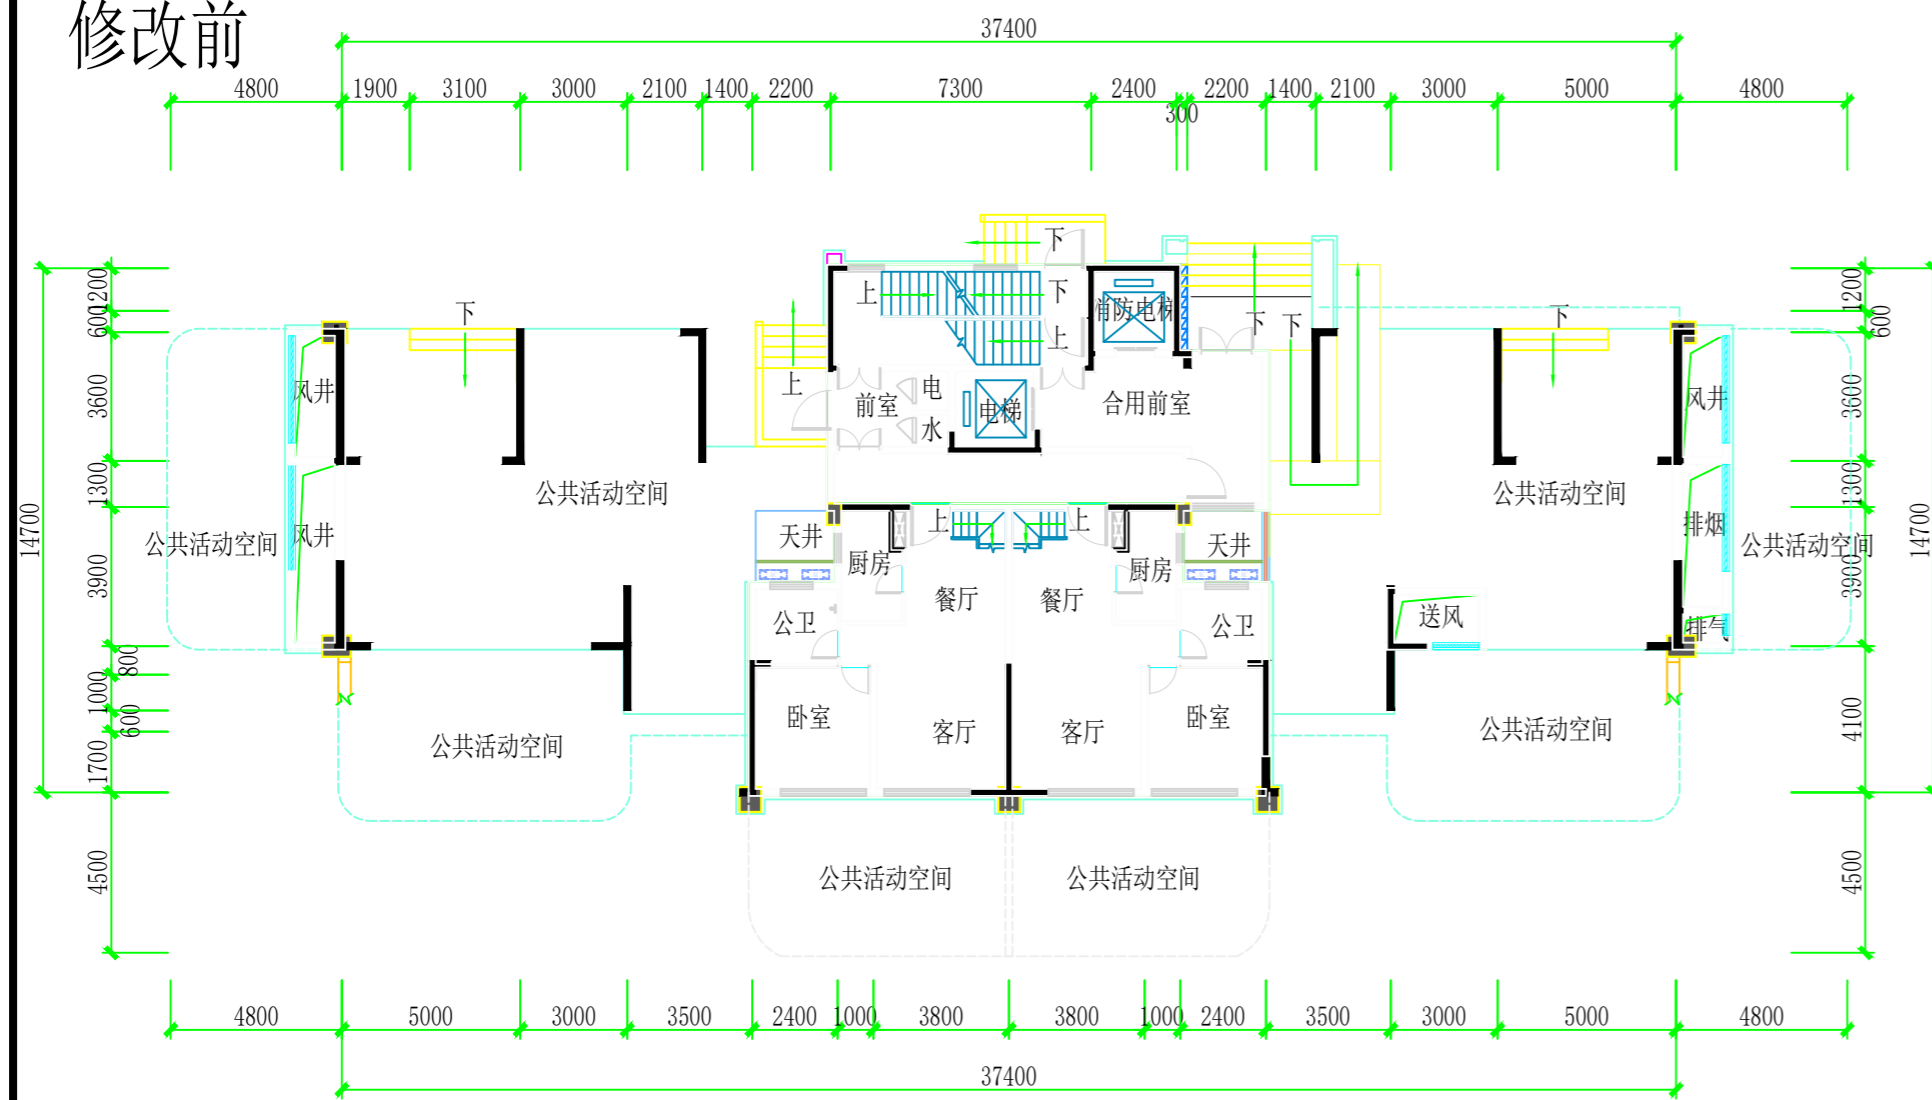 修改前
37400
4800 1900 3100 3000 2100 1400 2200 7300 2400 2200 1400 2100 3000 5000 4800
300
下
上 下 消防电梯 下 下
下 上 下
1200
600
3600
1300
3900
800
1000
600
1700
4500
14700
1200
600
3600
1300
3900
4100
4500
14700
风井 上 前室 电 电梯 合用前室 风井
水
公共活动空间 公共活动空间
公共活动空间 风井 天井 上 上 天井 排烟 公共活动空间
厨房 厨房
餐厅 餐厅
公卫 公卫 送风 排气
卧室 客厅 客厅 卧室
公共活动空间 公共活动空间
公共活动空间 公共活动空间
4800 5000 3000 3500 2400 1000 3800 3800 1000 2400 3500 3000 5000 4800
37400